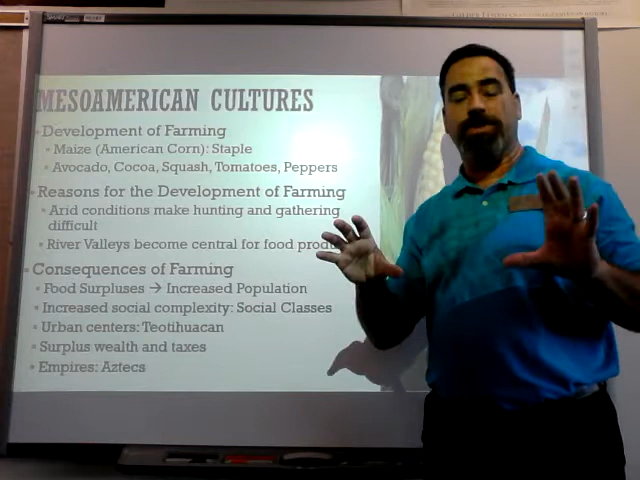 MESOAMERICAN CULTURES
Development of Farming
Maize (American Corn): Staple
Avocado, Cocoa, Squash, Tomatoes, Peppers
Reasons for the Development of Farming
Arid conditions make hunting and gathering
difficult
River Valleys become central for food
Consequences of Farming
Food Surpluses → Increased Population
Increased social complexity: Social Classes
Urban centers: Teotihuacan
Surplus wealth and taxes
Empires: Aztecs